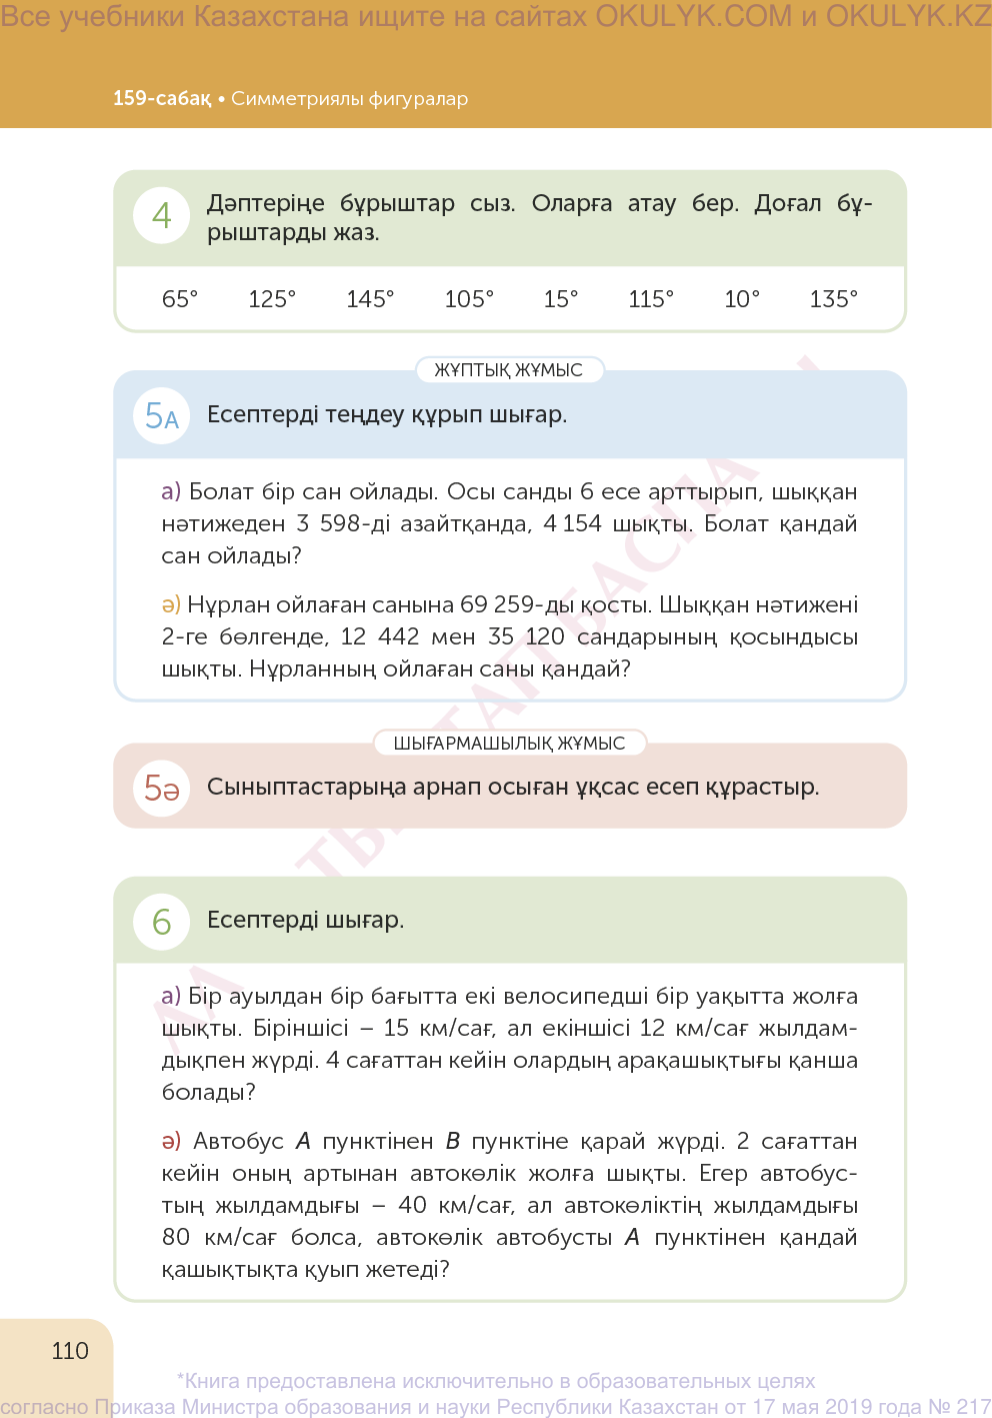 Все учебники Казахстана ищите на сайтах OKULYK.COM и OKULYK.KZ
159-сабақ • Симметриялы фигуралар
4
Дәптеріңе бұрыштар сыз. Оларға атау бер. Доғал бұ-
рыштарды жаз.
65° 125° 145° 105° 15° 115° 10° 135°
ЖҰПТЫҚ ЖҰМЫС
5А
Есептерді теңдеу құрып шығар.
а) Болат бір сан ойлады. Осы санды 6 есе арттырып, шыққан
нәтижеден 3 598-ді азайтқанда, 4 154 шықты. Болат қандай
сан ойлады?
ә) Нұрлан ойлаған санына 69 259-ды қосты. Шыққан нәтижені
2-ге бөлгенде, 12 442 мен 35 120 сандарының қосындысы
шықты. Нұрланның ойлаған саны қандай?
ШЫҒАРМАШЫЛЫҚ ЖҰМЫС
5Ә
Сыныптастарыңа арнап осыған ұқсас есеп құрастыр.
6
Есептерді шығар.
а) Бір ауылдан бір бағытта екі велосипедші бір уақытта жолға
шықты. Біріншісі – 15 км/сағ, ал екіншісі 12 км/сағ жылдам-
дықпен жүрді. 4 сағаттан кейін олардың арақашықтығы қанша
болады?
ә) Автобус А пунктінен В пунктіне қарай жүрді. 2 сағаттан
кейін оның артынан автокөлік жолға шықты. Егер автобус-
тың жылдамдығы – 40 км/сағ, ал автокөліктің жылдамдығы
80 км/сағ болса, автокөлік автобусты А пунктінен қандай
қашықтықта қуып жетеді?
110
*Книга предоставлена исключительно в образовательных целях
согласно Приказа Министра образования и науки Республики Казахстан от 17 мая 2019 года № 217